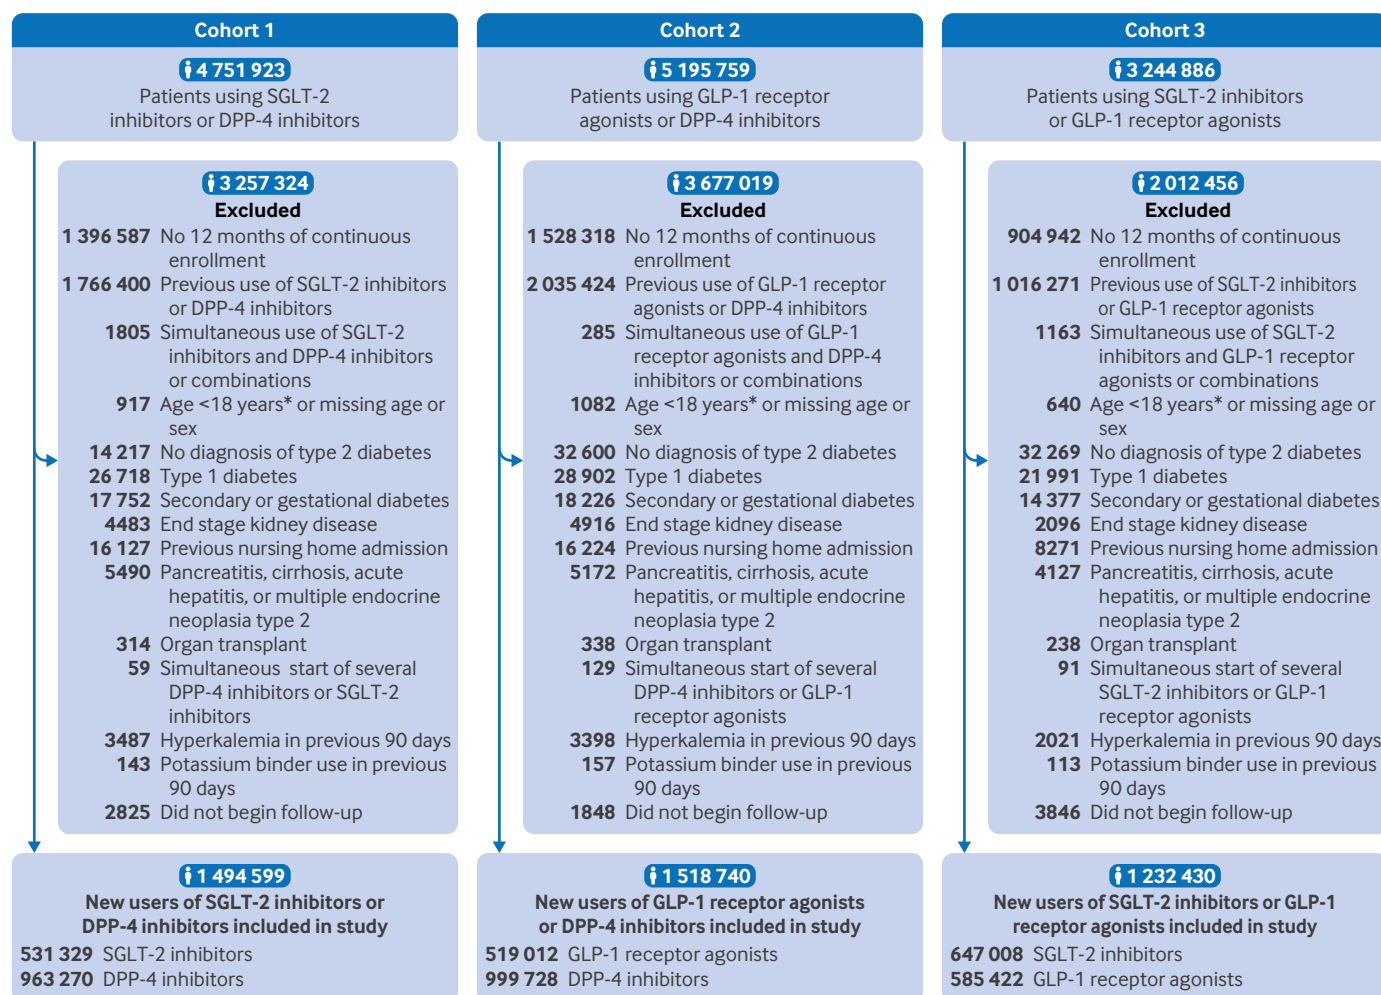 Cohort 1
4 751 923
Patients using SGLT-2
inhibitors or DPP-4 inhibitors
3 257 324
Excluded
1 396 587 No 12 months of continuous
enrollment
1 766 400 Previous use of SGLT-2 inhibitors
or DPP-4 inhibitors
1805 Simultaneous use of SGLT-2
inhibitors and DPP-4 inhibitors
or combinations
917 Age <18 years* or missing age or
sex
14 217 No diagnosis of type 2 diabetes
26 718 Type 1 diabetes
17 752 Secondary or gestational diabetes
4483 End stage kidney disease
16 127 Previous nursing home admission
5490 Pancreatitis, cirrhosis, acute
hepatitis, or multiple endocrine
neoplasia type 2
314 Organ transplant
59 Simultaneous start of several
DPP-4 inhibitors or SGLT-2
inhibitors
3487 Hyperkalemia in previous 90 days
143 Potassium binder use in previous
90 days
2825 Did not begin follow-up
1 494 599
New users of SGLT-2 inhibitors or
DPP-4 inhibitors included in study
531 329 SGLT-2 inhibitors
963 270 DPP-4 inhibitors
Cohort 2
5 195 759
Patients using GLP-1 receptor
agonists or DPP-4 inhibitors
3 677 019
Excluded
1 528 318 No 12 months of continuous
enrollment
2 035 424 Previous use of GLP-1 receptor
agonists or DPP-4 inhibitors
285 Simultaneous use of GLP-1
receptor agonists and DPP-4
inhibitors or combinations
1082 Age <18 years* or missing age or
sex
32 600 No diagnosis of type 2 diabetes
28 902 Type 1 diabetes
18 226 Secondary or gestational diabetes
4916 End stage kidney disease
16 224 Previous nursing home admission
5172 Pancreatitis, cirrhosis, acute
hepatitis, or multiple endocrine
neoplasia type 2
338 Organ transplant
129 Simultaneous start of several
DPP-4 inhibitors or GLP-1
receptor agonists
3398 Hyperkalemia in previous 90 days
157 Potassium binder use in previous
90 days
1848 Did not begin follow-up
1 518 740
New users of GLP-1 receptor agonists
or DPP-4 inhibitors included in study
519 012 GLP-1 receptor agonists
999 728 DPP-4 inhibitors
Cohort 3
3 244 886
Patients using SGLT-2 inhibitors
or GLP-1 receptor agonists
2 012 456
Excluded
904 942 No 12 months of continuous
enrollment
1 016 271 Previous use of SGLT-2 inhibitors
or GLP-1 receptor agonists
1163 Simultaneous use of SGLT-2
inhibitors and GLP-1 receptor
agonists or combinations
640 Age <18 years* or missing age or
sex
32 269 No diagnosis of type 2 diabetes
21 991 Type 1 diabetes
14 377 Secondary or gestational diabetes
2096 End stage kidney disease
8271 Previous nursing home admission
4127 Pancreatitis, cirrhosis, acute
hepatitis, or multiple endocrine
neoplasia type 2
238 Organ transplant
91 Simultaneous start of several
SGLT-2 inhibitors or GLP-1
receptor agonists
2021 Hyperkalemia in previous 90 days
113 Potassium binder use in previous
90 days
3846 Did not begin follow-up
1 232 430
New users of SGLT-2 inhibitors or GLP-1
receptor agonists included in study
647 008 SGLT-2 inhibitors
585 422 GLP-1 receptor agonists